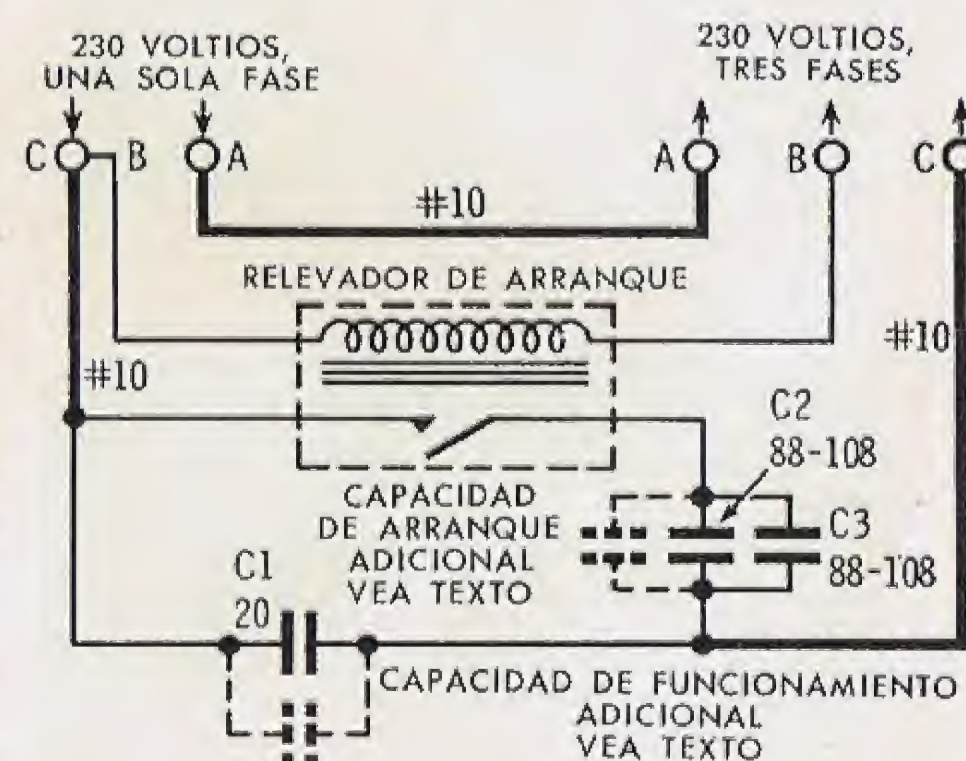 230 VOLTIOS,
UNA SOLA FASE
230 VOLTIOS,
TRES FASES
C
B
A
A
B
C
#10
RELEVADOR DE ARRANQUE
#10
#10
C2
88-108
CAPACIDAD
DE ARRANQUE
ADICIONAL
VEA TEXTO
C3
88-108
C1
20
CAPACIDAD DE FUNCIONAMIENTO
ADICIONAL
VEA TEXTO